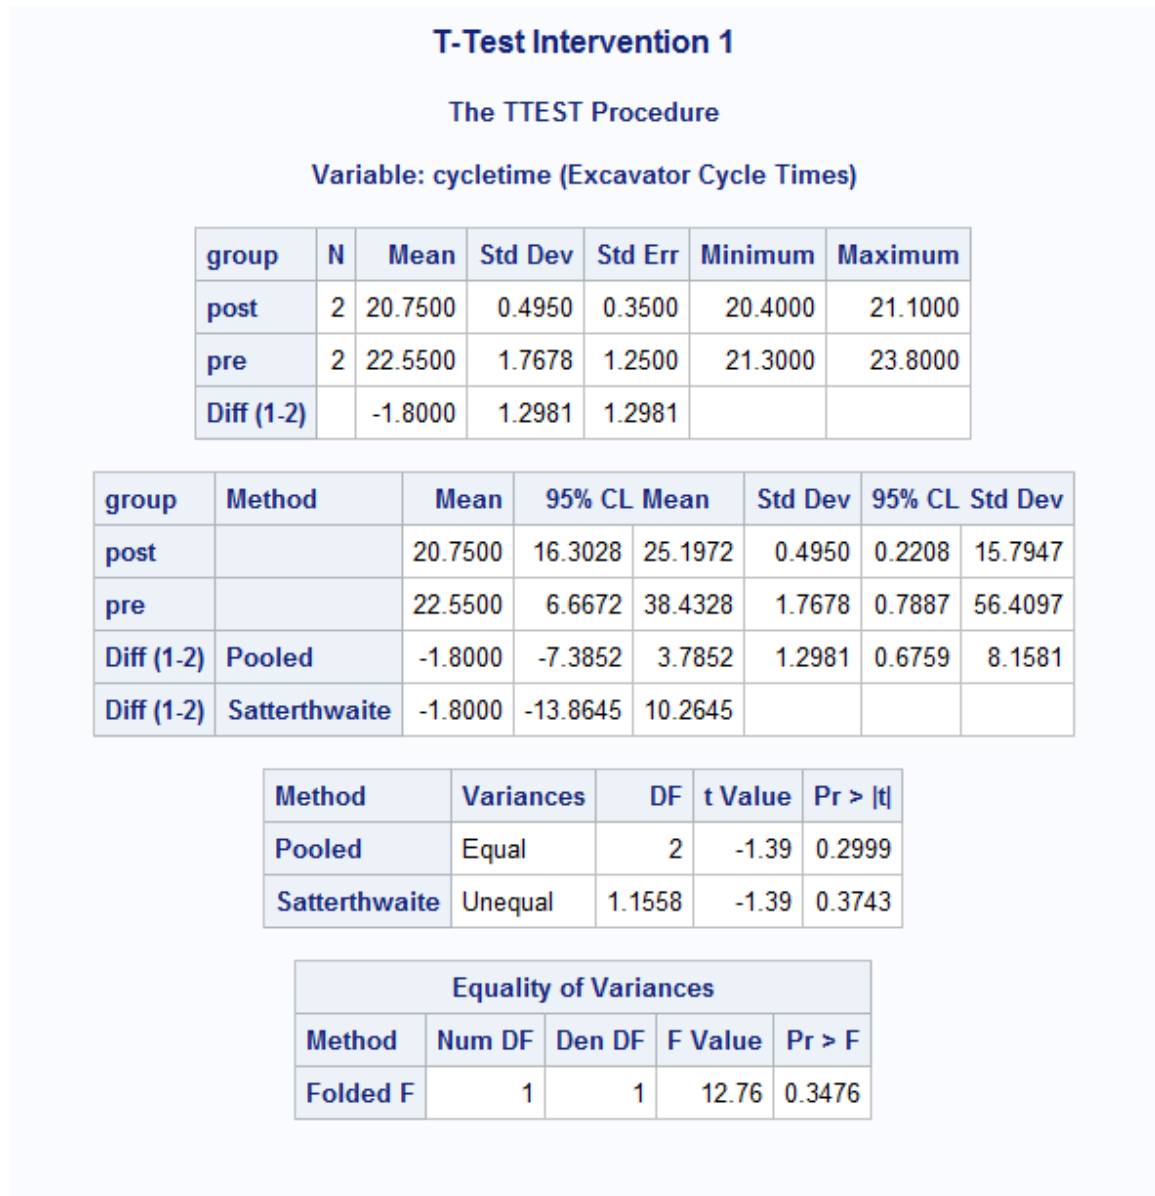 T-Test Intervention 1
The TTEST Procedure
Variable: cycletime (Excavator Cycle Times)
group N Mean Std Dev Std Err Minimum Maximum
post 2 20.7500 0.4950 0.3500 20.4000 21.1000
pre 2 22.5500 1.7678 1.2500 21.3000 23.8000
Diff (1-2) -1.8000 1.2981 1.2981
group Method Mean 95% CL Mean Std Dev 95% CL Std Dev
post 20.7500 16.3028 25.1972 0.4950 0.2208 15.7947
pre 22.5500 6.6672 38.4328 1.7678 0.7887 56.4097
Diff (1-2) Pooled -1.8000 -7.3852 3.7852 1.2981 0.6759 8.1581
Diff (1-2) Satterthwaite -1.8000 -13.8645 10.2645
Method Variances DF t Value Pr > |t|
Pooled Equal 2 -1.39 0.2999
Satterthwaite Unequal 1.1558 -1.39 0.3743
Equality of Variances
Method Num DF Den DF F Value Pr > F
Folded F 1 1 12.76 0.3476